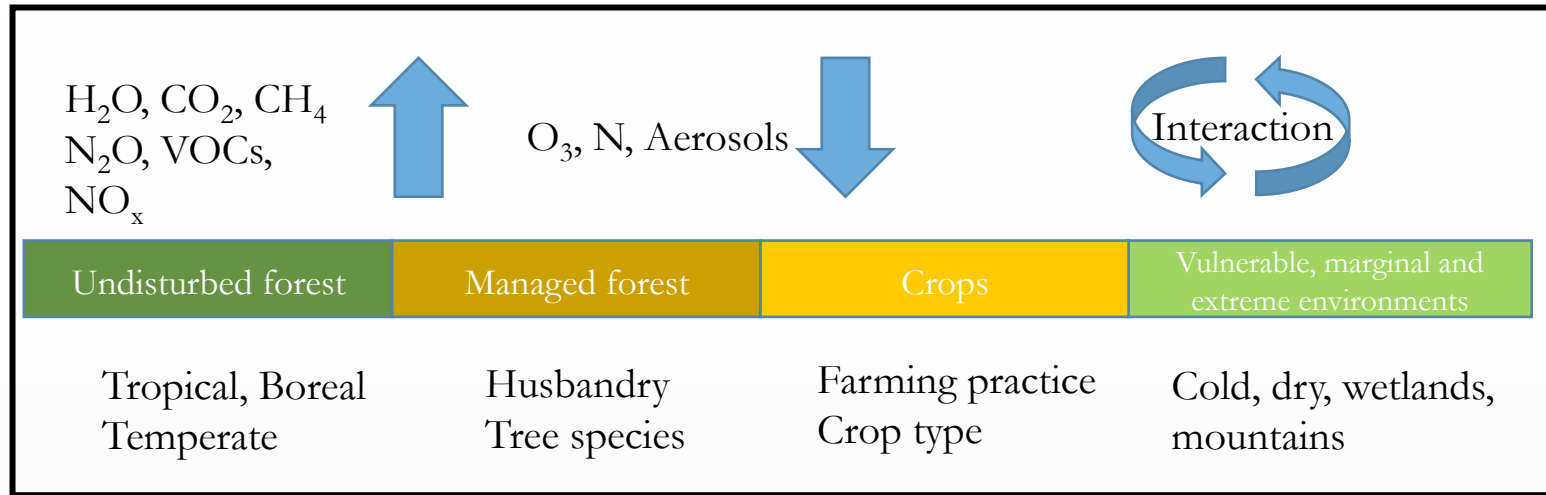 H₂O, CO₂, CH₄
N₂O, VOCs,
NOₓ
O₃, N, Aerosols
Interaction
Undisturbed forest
Managed forest
Crops
Vulnerable, marginal and
extreme environments
Tropical, Boreal
Temperate
Husbandry
Tree species
Farming practice
Crop type
Cold, dry, wetlands,
mountains